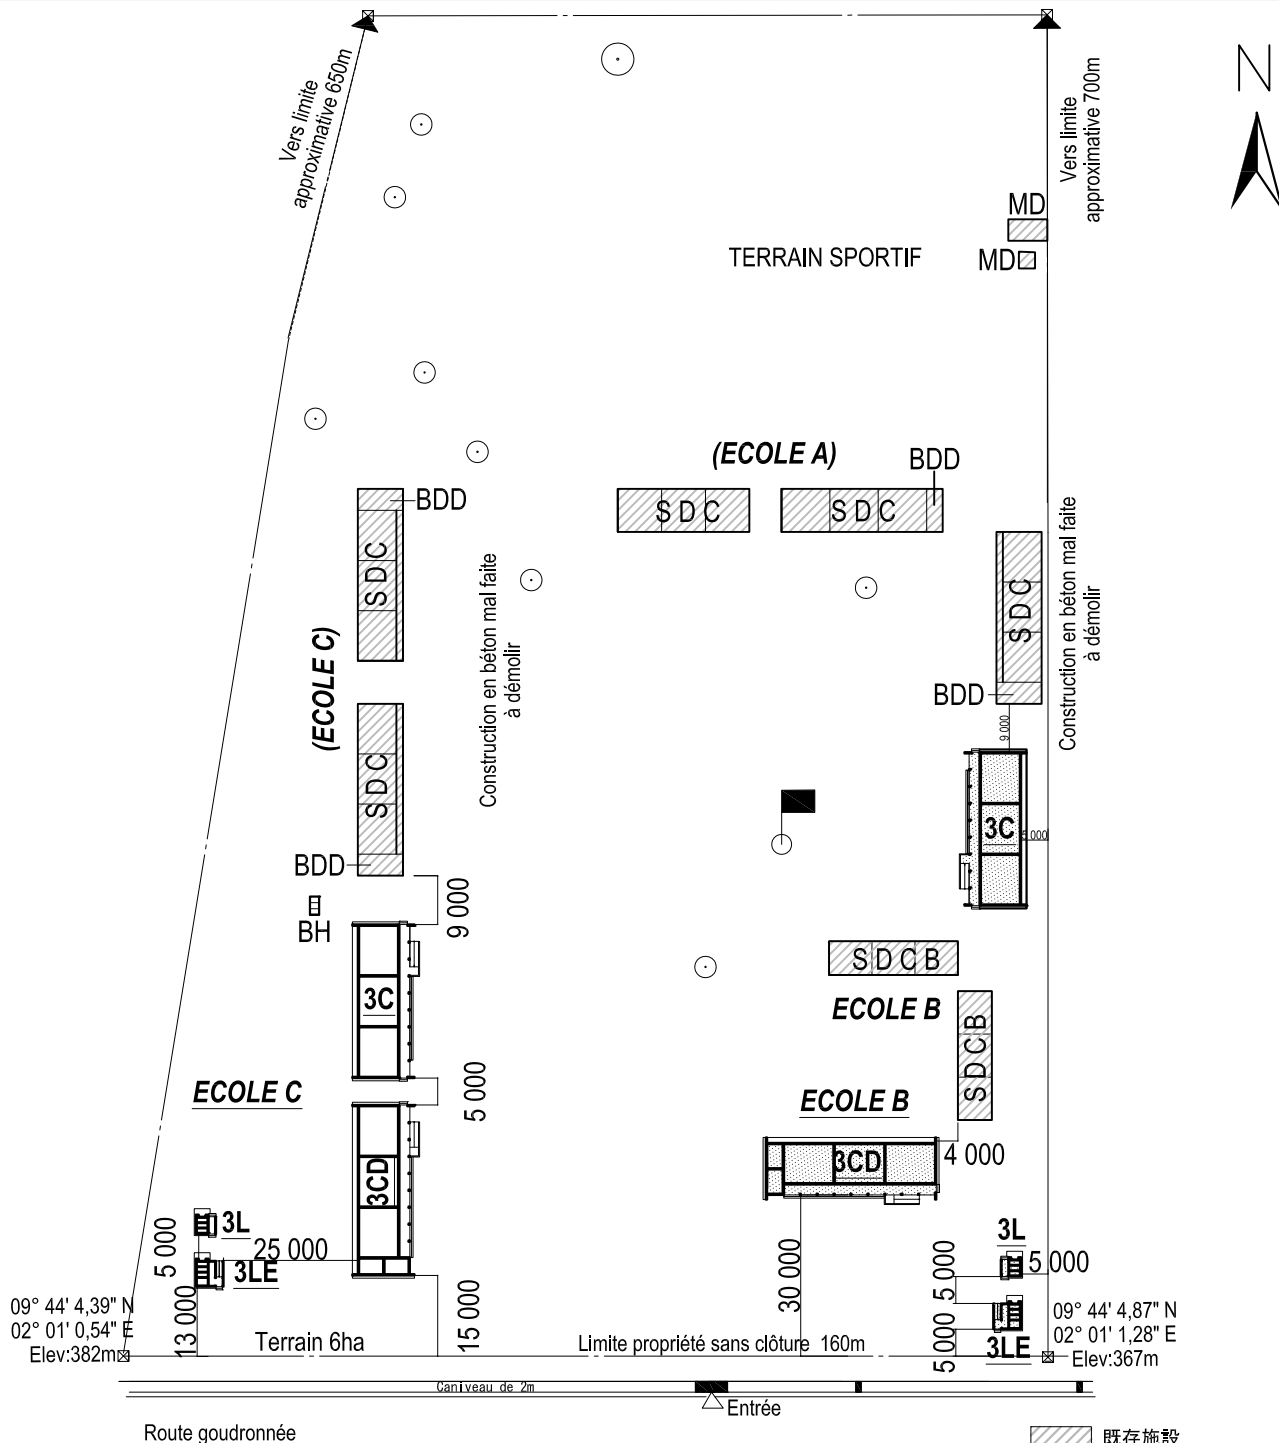 N
Vers limite
approximative 650m
Vers limite
approximative 700m
MD
TERRAIN SPORTIF
MD
(ECOLE A)
BDD
BDD
S D C
S D C
S D C
Construction en béton mal faite
à démolir
S D C
Construction en béton mal faite
à démolir
(ECOLE C)
BDD
9 000
S D C
3C
5 000
BDD
9 000
BH
S D C B
3C
ECOLE B
S D C B
ECOLE C
5 000
ECOLE B
3CD
4 000
3CD
3L
5 000
25 000
3LE
13 000
15 000
30 000
3L
5 000
5 000
5 000
3LE
09° 44' 4,39" N
02° 01' 0,54" E
Elev:382m
09° 44' 4,87" N
02° 01' 1,28" E
Elev:367m
Terrain 6ha
Limite propriété sans clôture 160m
Caniveau de 2m
Entrée
Route goudronnée
既存施設